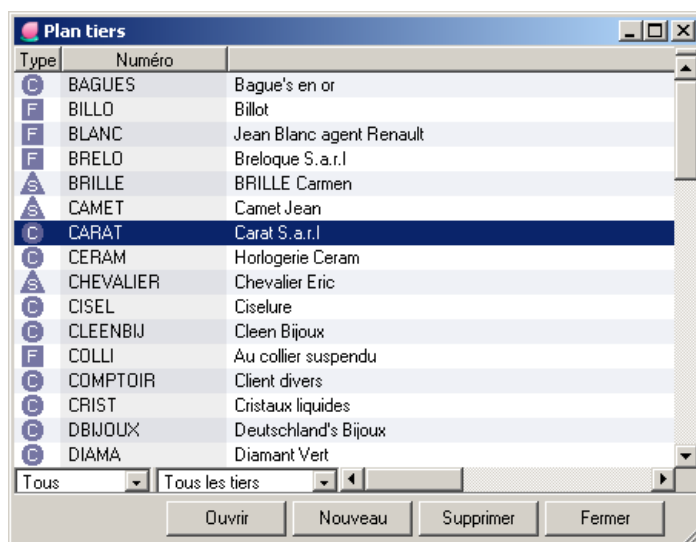 Plan tiers
Type Numéro
C BAGUES Bague's en or
F BILLO Billot
F BLANC Jean Blanc agent Renault
F BRELO Breloque S.a.r.l
S BRILLE BRILLE Carmen
S CAMET Camet Jean
C CARAT Carat S.a.r.l
C CERAM Horlogerie Ceram
S CHEVALIER Chevalier Eric
C CISEL Ciselure
C CLEENBIJ Cleen Bijoux
F COLLI Au collier suspendu
C COMPTOIR Client divers
C CRIST Cristaux liquides
C DBIJOUX Deutschland's Bijoux
C DIAMA Diamant Vert
Tous Tous les tiers
Ouvrir Nouveau Supprimer Fermer